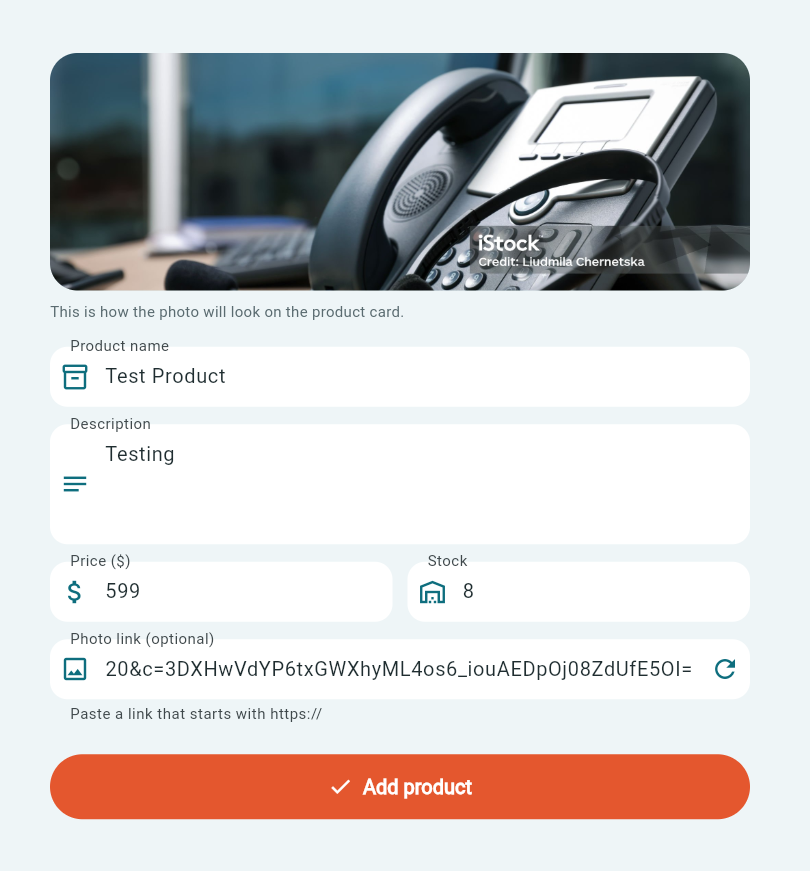 iStock
Credit: Liudmila Chernetska
This is how the photo will look on the product card.
Product name
Test Product
Description
Testing
Price ($)
599
Stock
8
Photo link (optional)
20&c=3DXHwVdYP6txGWXhyML4os6_iouAEDpOj08ZdUfE5OI=
Paste a link that starts with https://
Add product